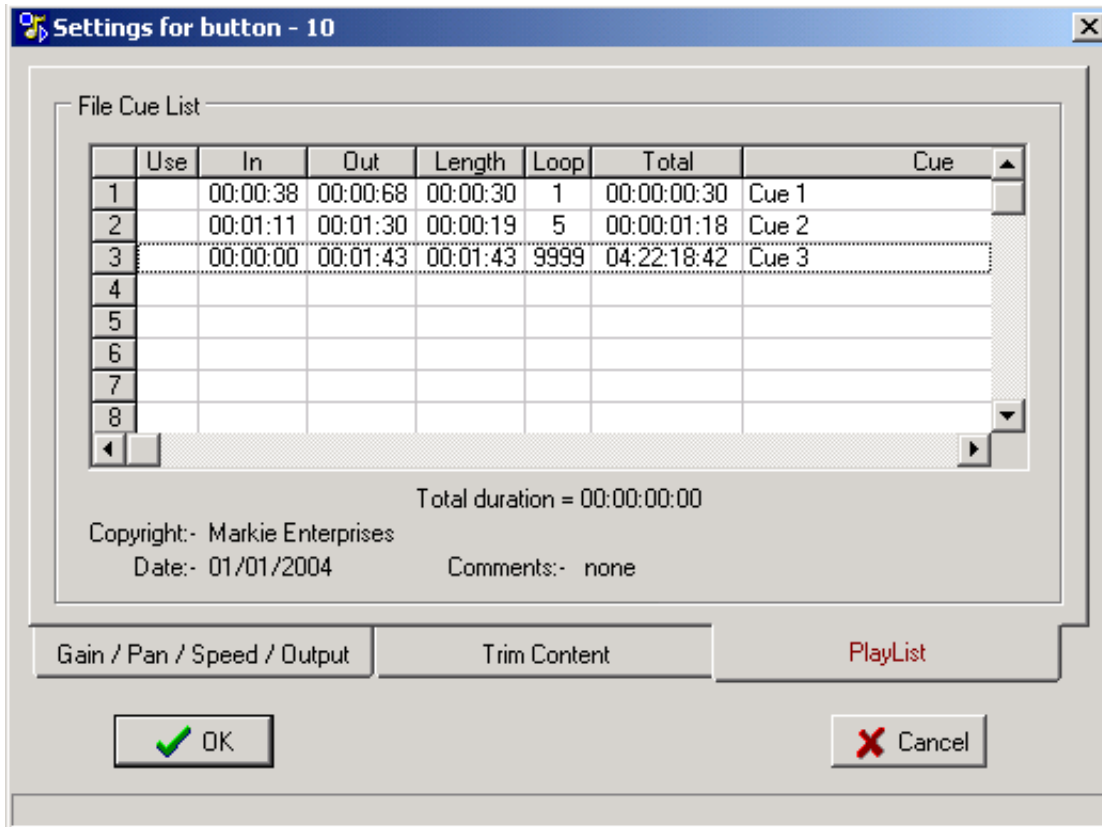 Settings for button - 10
File Cue List
Use In Out Length Loop Total Cue
1 00:00:38 00:00:68 00:00:30 1 00:00:00:30 Cue 1
2 00:01:11 00:01:30 00:00:19 5 00:00:01:18 Cue 2
3 00:00:00 00:01:43 00:01:43 9999 04:22:18:42 Cue 3
4
5
6
7
8
Total duration = 00:00:00:00
Copyright:- Markie Enterprises
Date:- 01/01/2004 Comments:- none
Gain / Pan / Speed / Output Trim Content PlayList
OK Cancel